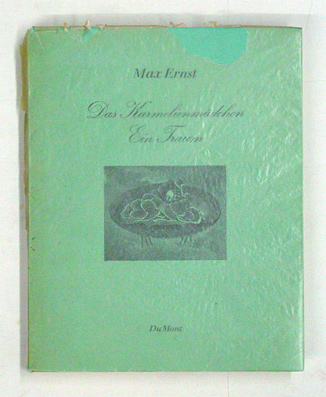 Max Ernst
Das Karmelienmädchen
Ein Traum
DuMont